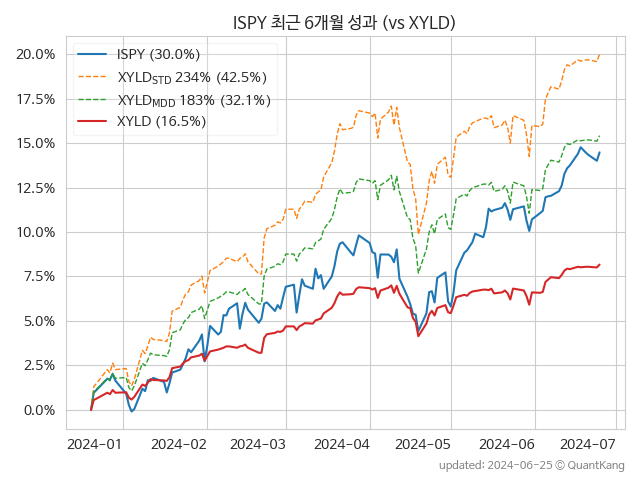 ISPY 최근 6개월 성과 (vs XYLD)
ISPY (30.0%)
XYLD_STD 234% (42.5%)
XYLD_MDD 183% (32.1%)
XYLD (16.5%)
20.0%
17.5%
15.0%
12.5%
10.0%
7.5%
5.0%
2.5%
0.0%
2024-01 2024-02 2024-03 2024-04 2024-05 2024-06 2024-07
updated: 2024-06-25 © QuantKang